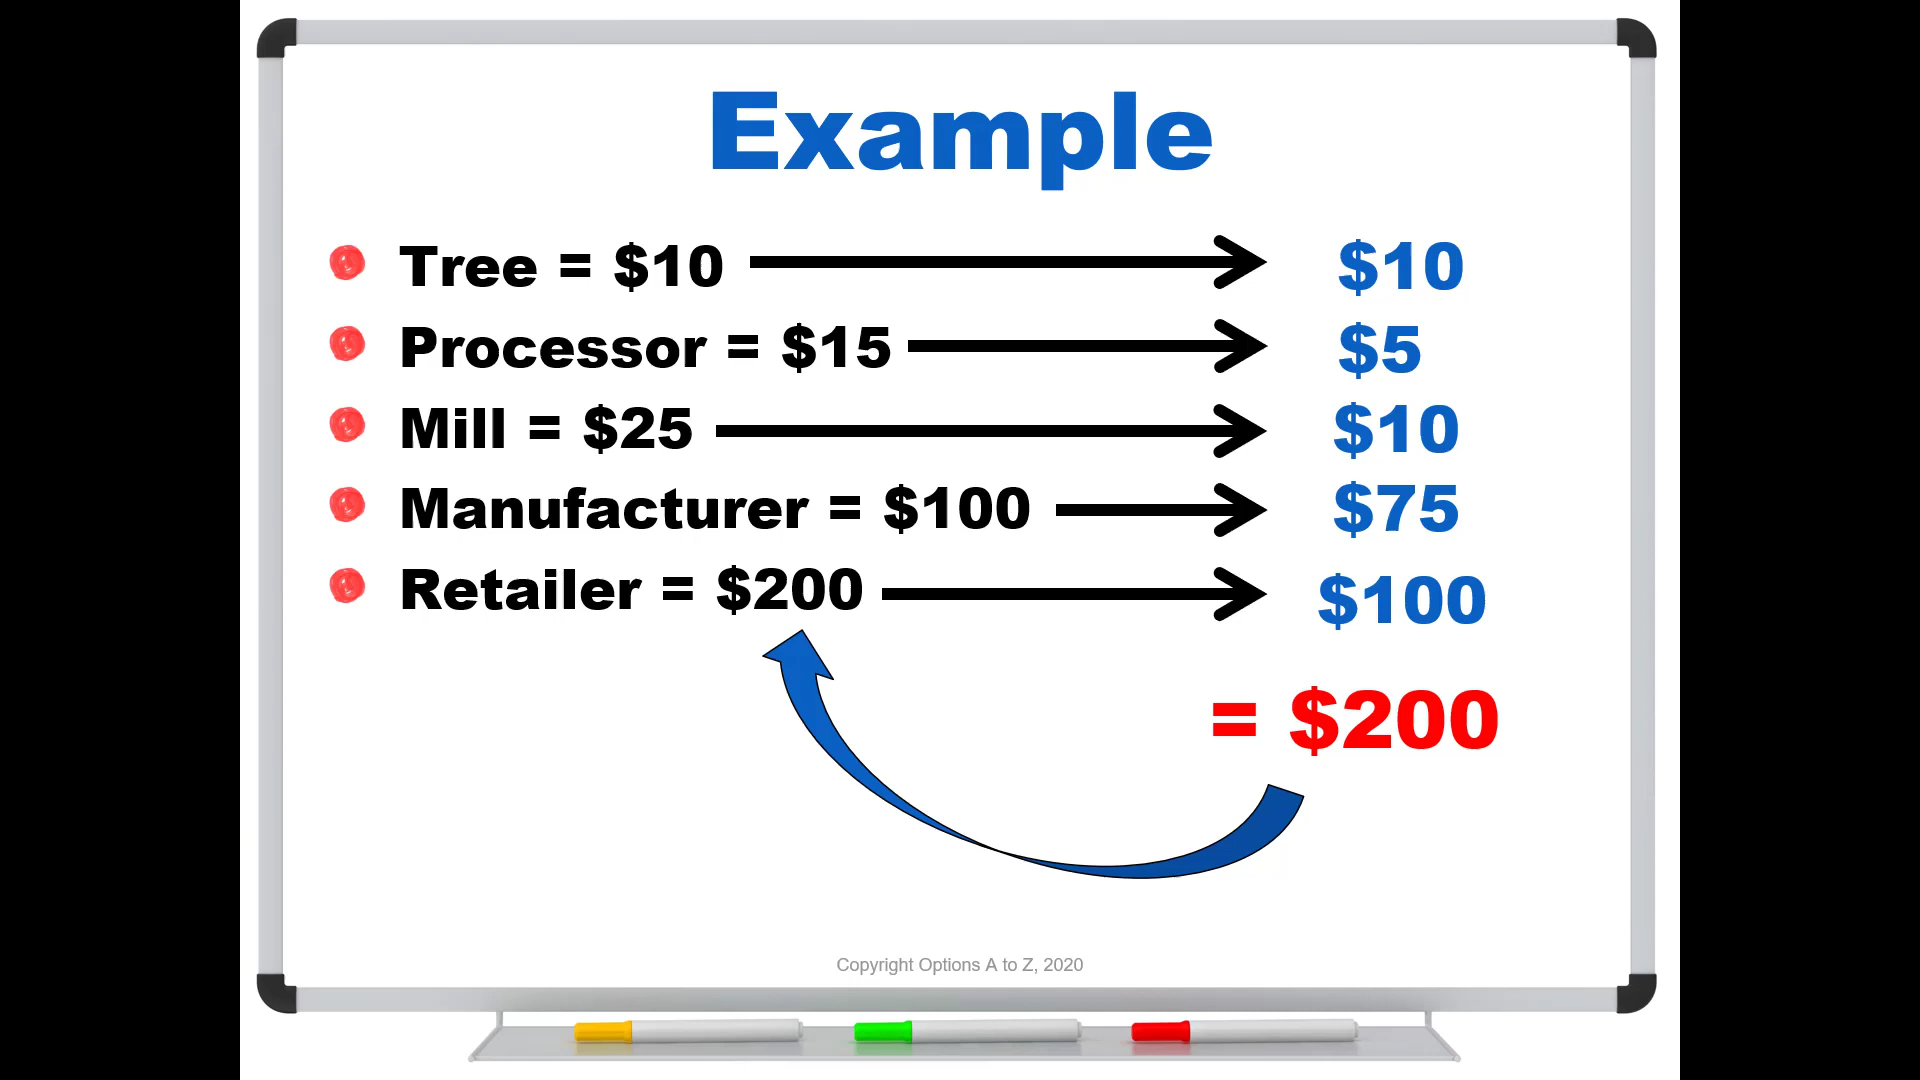 Example
Tree = $10 $10
Processor = $15 $5
Mill = $25 $10
Manufacturer = $100 $75
Retailer = $200 $100
= $200
Copyright Options A to Z, 2020